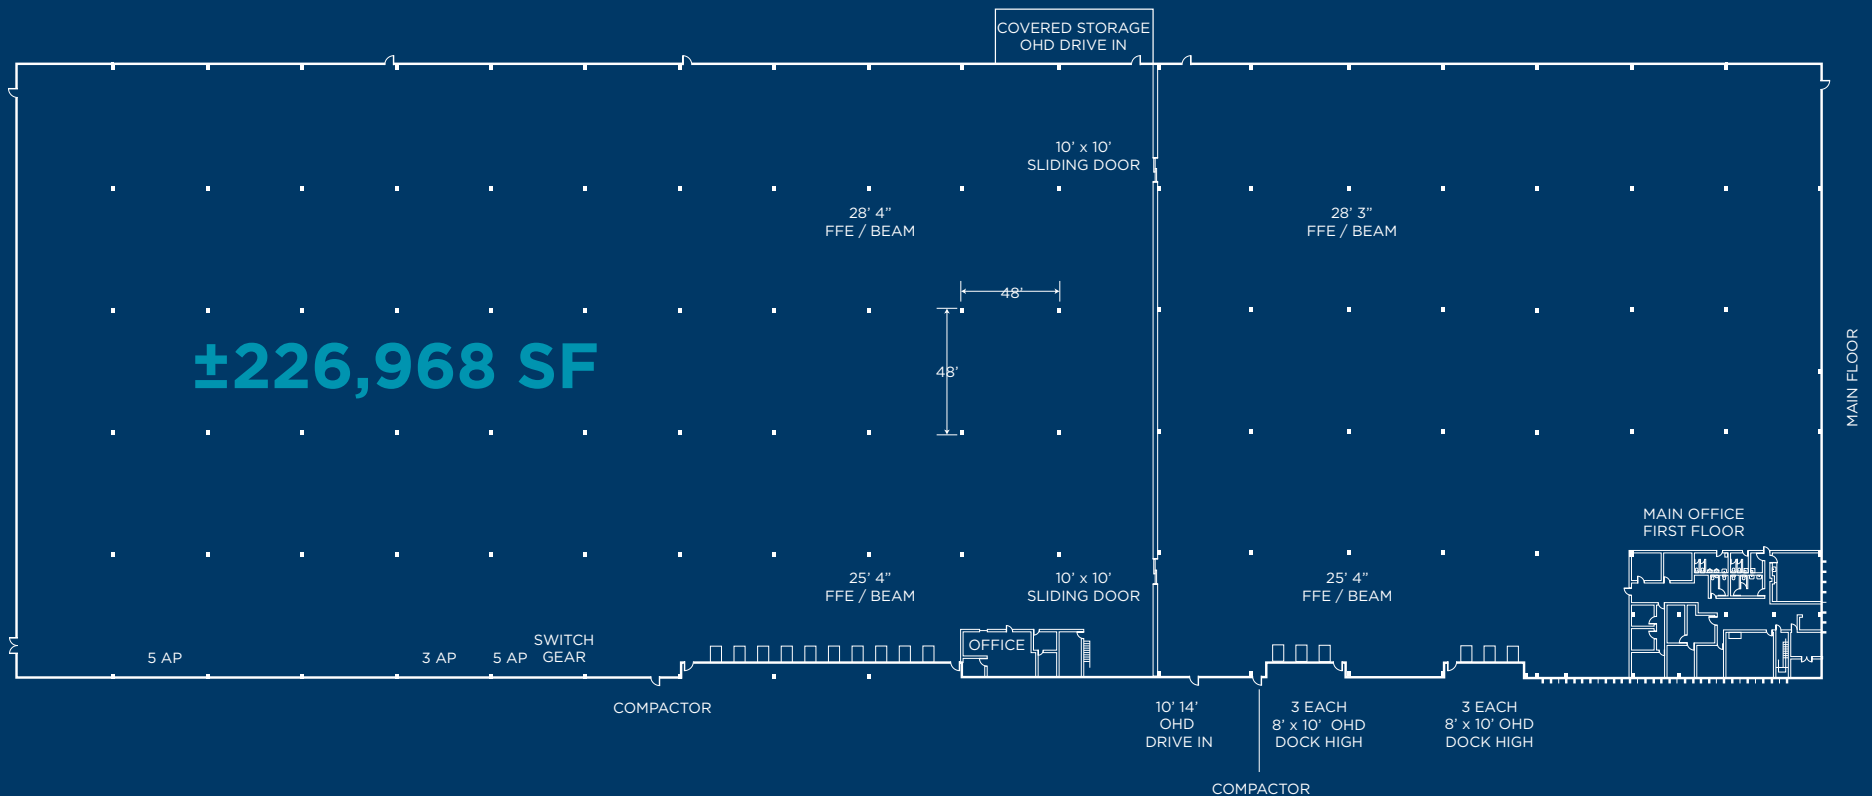 COVERED STORAGE
OHD DRIVE IN
10’ x 10’
SLIDING DOOR
28’ 4”
FFE / BEAM
28’ 3”
FFE / BEAM
48’
±226,968 SF
48’
MAIN FLOOR
MAIN OFFICE
FIRST FLOOR
25’ 4”
FFE / BEAM
10’ x 10’
SLIDING DOOR
25’ 4”
FFE / BEAM
5 AP
3 AP
5 AP
SWITCH
GEAR
OFFICE
COMPACTOR
10’ 14’
OHD
DRIVE IN
3 EACH
8’ x 10’ OHD
DOCK HIGH
3 EACH
8’ x 10’ OHD
DOCK HIGH
COMPACTOR